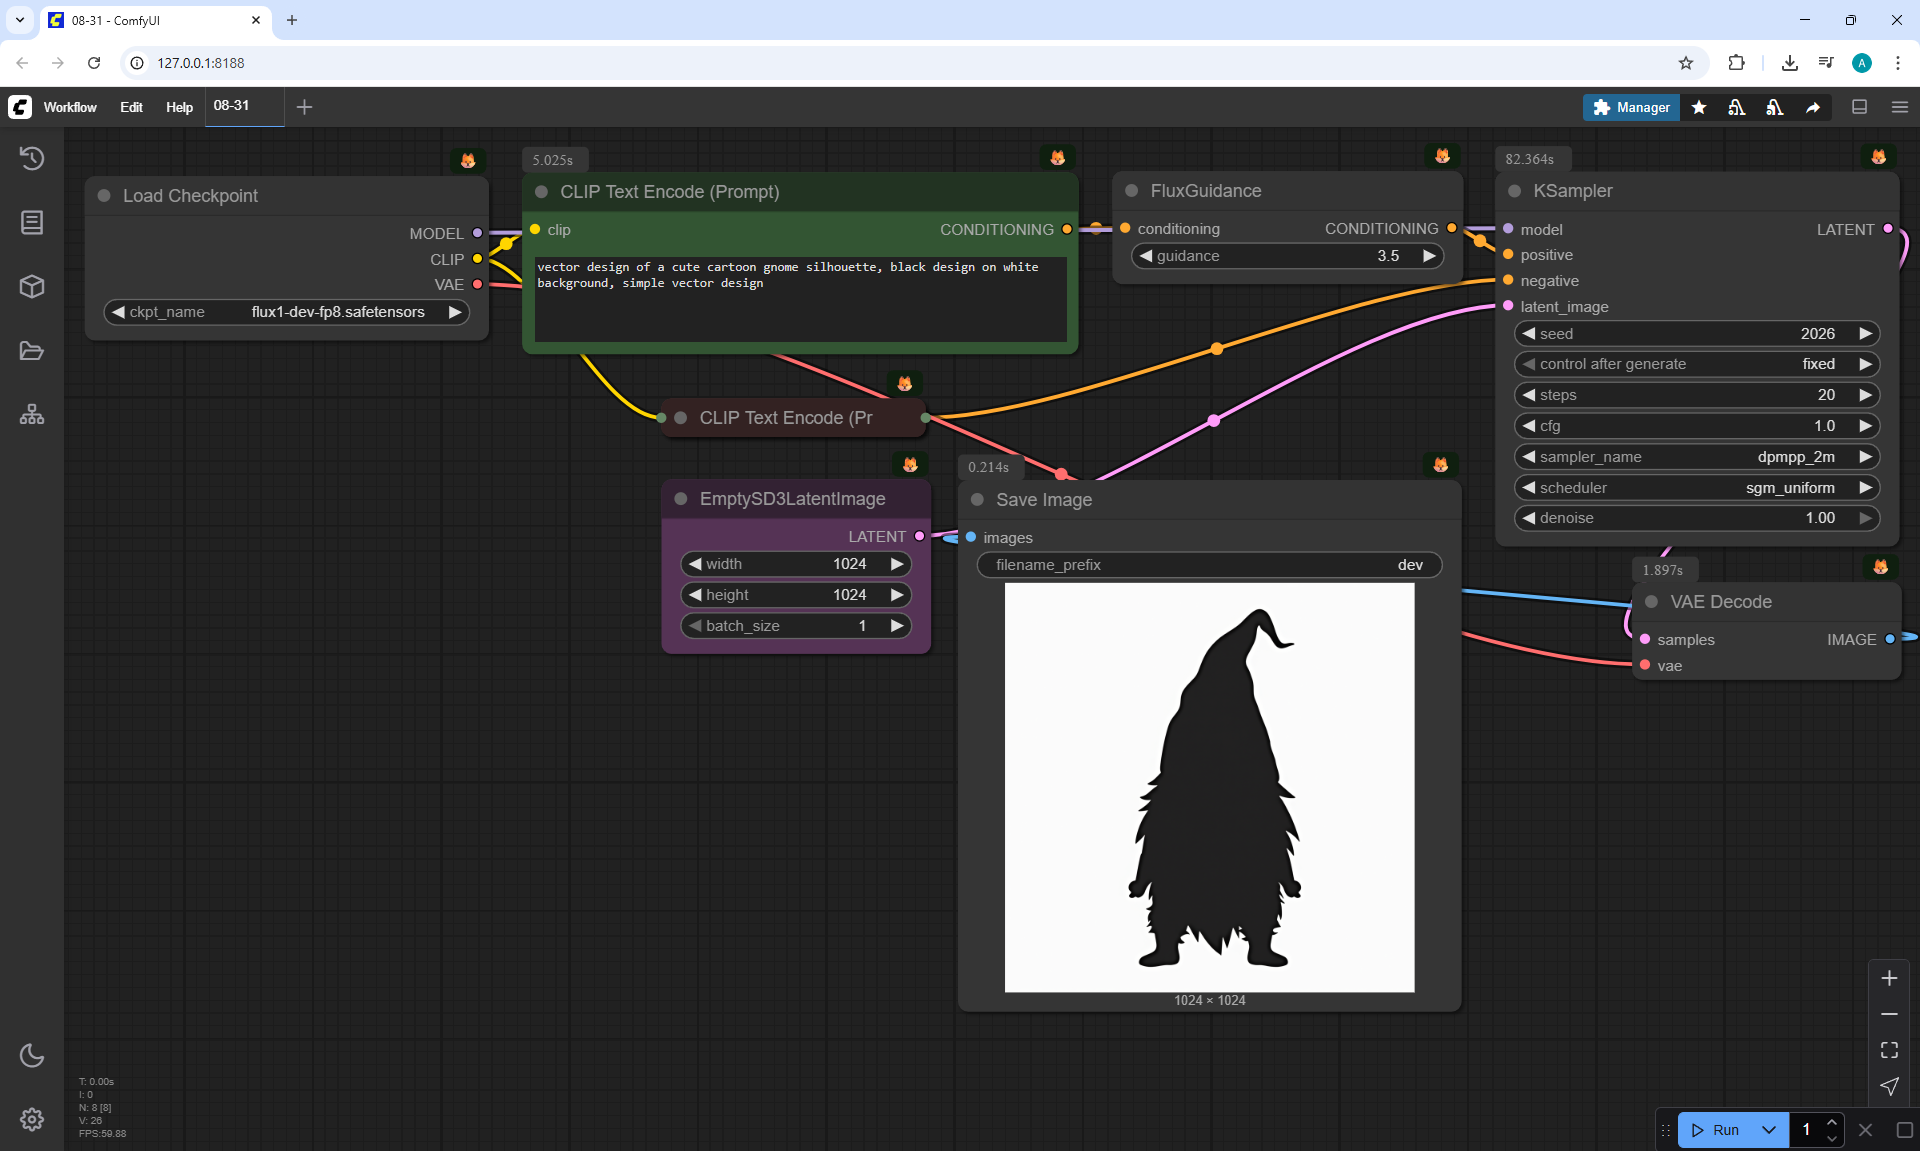 08-31 - ComfyUI
127.0.0.1:8188
Workflow Edit Help 08-31
Manager
Load Checkpoint
MODEL
CLIP
VAE
ckpt_name flux1-dev-fp8.safetensors
5.025s
CLIP Text Encode (Prompt)
clip CONDITIONING
vector design of a cute cartoon gnome silhouette, black design on white
background, simple vector design
FluxGuidance
conditioning CONDITIONING
guidance 3.5
82.364s
KSampler
model LATENT
positive
negative
latent_image
seed 2026
control after generate fixed
steps 20
cfg 1.0
sampler_name dpmpp_2m
scheduler sgm_uniform
denoise 1.00
CLIP Text Encode (Pr
EmptySD3LatentImage
LATENT
width 1024
height 1024
batch_size 1
0.214s
Save Image
images
filename_prefix dev
1024 × 1024
1.897s
VAE Decode
samples IMAGE
vae
T: 0.00s
I: 0
N: 8 [8]
V: 26
FPS:59.88
Run 1
A